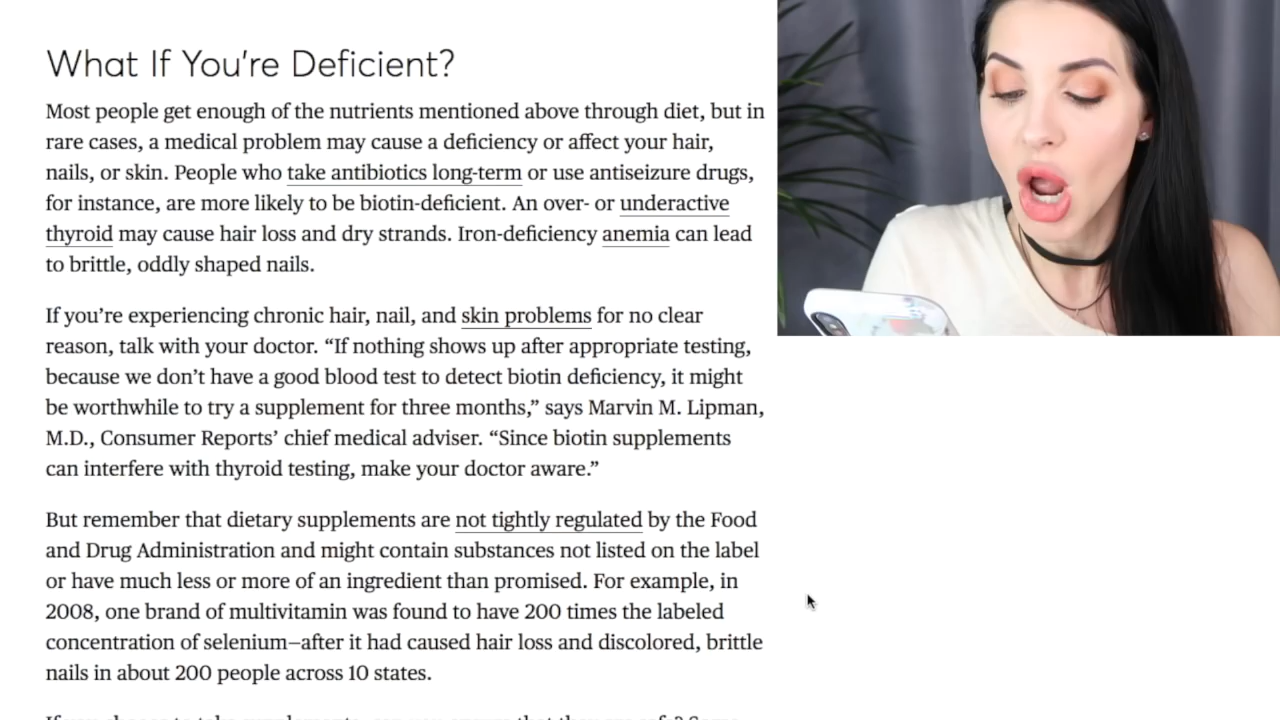 What If You're Deficient?
Most people get enough of the nutrients mentioned above through diet, but in
rare cases, a medical problem may cause a deficiency or affect your hair,
nails, or skin. People who take antibiotics long-term or use antiseizure drugs,
for instance, are more likely to be biotin-deficient. An over- or underactive
thyroid may cause hair loss and dry strands. Iron-deficiency anemia can lead
to brittle, oddly shaped nails.
If you’re experiencing chronic hair, nail, and skin problems for no clear
reason, talk with your doctor. “If nothing shows up after appropriate testing,
because we don’t have a good blood test to detect biotin deficiency, it might
be worthwhile to try a supplement for three months,” says Marvin M. Lipman,
M.D., Consumer Reports’ chief medical adviser. “Since biotin supplements
can interfere with thyroid testing, make your doctor aware.”
But remember that dietary supplements are not tightly regulated by the Food
and Drug Administration and might contain substances not listed on the label
or have much less or more of an ingredient than promised. For example, in
2008, one brand of multivitamin was found to have 200 times the labeled
concentration of selenium—after it had caused hair loss and discolored, brittle
nails in about 200 people across 10 states.